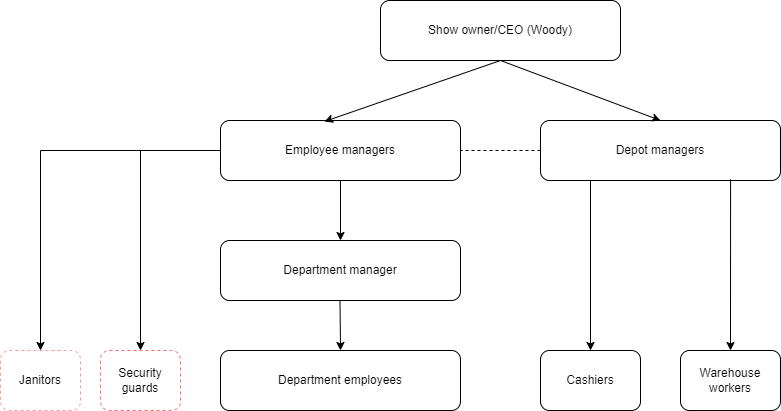 Show owner/CEO (Woody)
Employee managers
Depot managers
Department manager
Janitors
Security
guards
Department employees
Cashiers
Warehouse
workers